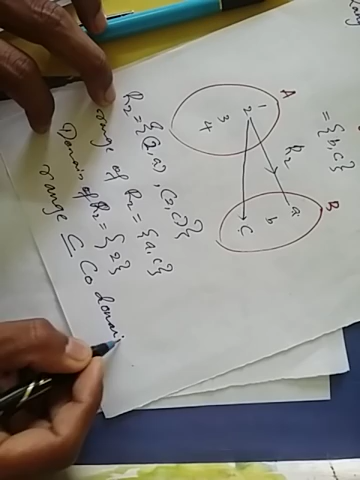 = {b, c}
A
B
R₂
1
2
3
4
a
b
c
R₂ = {(2, a), (2, c)}
range of R₂ = {a, c}
Domain of R₂ = {2}
range ⊆ Co domain